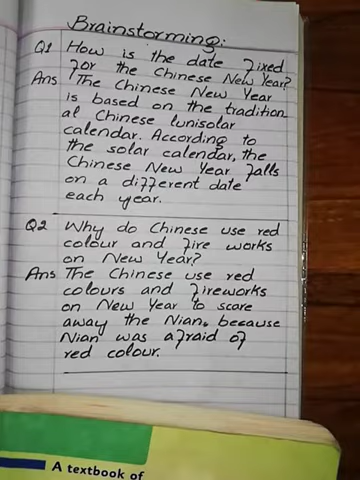 Brainstorming:
Q1 How is the date fixed
for the Chinese New Year?
Ans The Chinese New Year
is based on the tradition
al Chinese lunisolar
calendar. According to
the solar calendar, the
Chinese New Year falls
on a different date
each year.
Q2 Why do Chinese use red
colour and fire works
on New Year?
Ans The Chinese use red
colours and fireworks
on New Year to scare
away the Nian. because
Nian was afraid of
red colour.
A textbook of